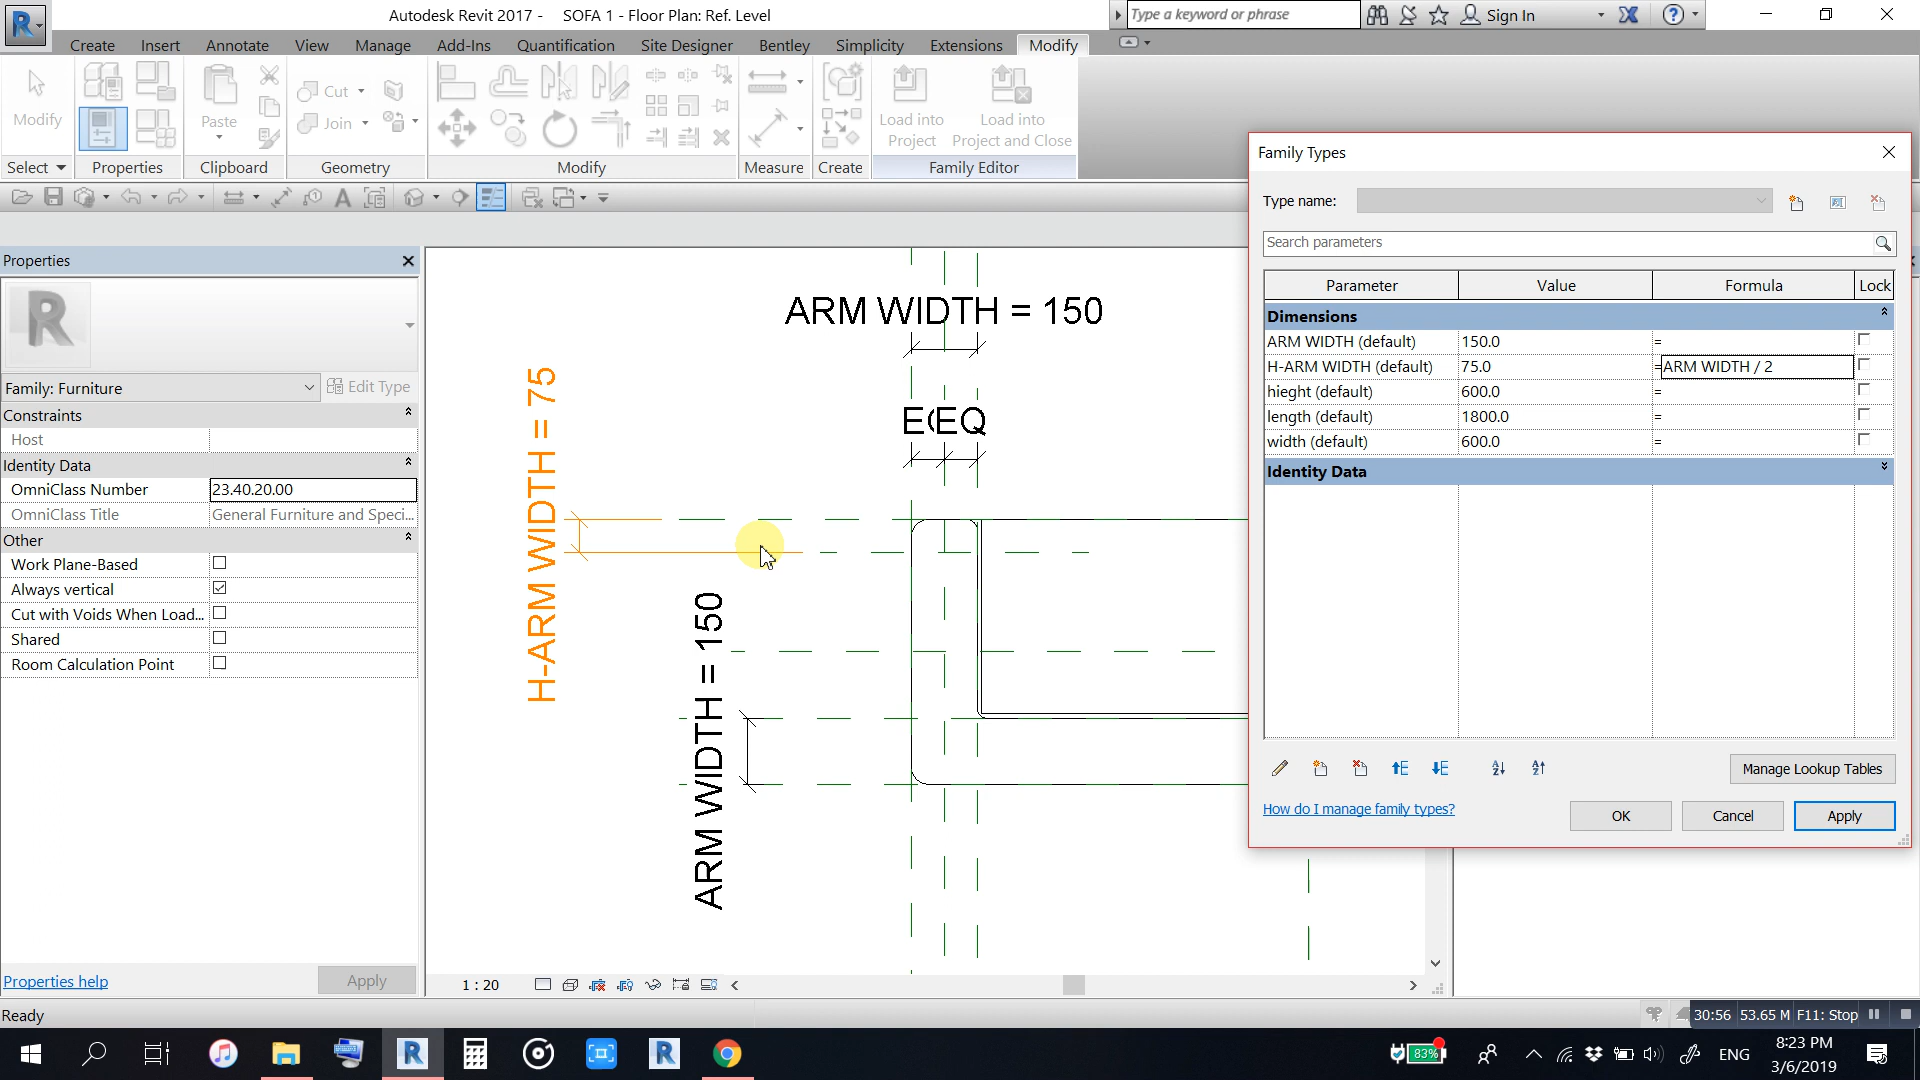 Autodesk Revit 2017 -     SOFA 1 - Floor Plan: Ref. Level
Type a keyword or phrase
Sign In
Create Insert Annotate View Manage Add-Ins Quantification Site Designer Bentley Simplicity Extensions Modify
Modify
Paste
Cut
Join
Load into Project
Load into Project and Close
Select Properties Clipboard Geometry Modify Measure Create Family Editor
Properties
Family: Furniture
Edit Type
Constraints
Host
Identity Data
OmniClass Number 23.40.20.00
OmniClass Title General Furniture and Speci...
Other
Work Plane-Based
Always vertical
Cut with Voids When Load...
Shared
Room Calculation Point
Properties help
Apply
ARM WIDTH = 150
EQ
H-ARM WIDTH = 75
ARM WIDTH = 150
1 : 20
Family Types
Type name:
Search parameters
Parameter Value Formula Lock
Dimensions
ARM WIDTH (default) 150.0 =
H-ARM WIDTH (default) 75.0 =ARM WIDTH / 2
hieght (default) 600.0 =
length (default) 1800.0 =
width (default) 600.0 =
Identity Data
Manage Lookup Tables
How do I manage family types?
OK Cancel Apply
Ready
30:56 53.65 M F11: Stop
83%
ENG
8:23 PM
3/6/2019